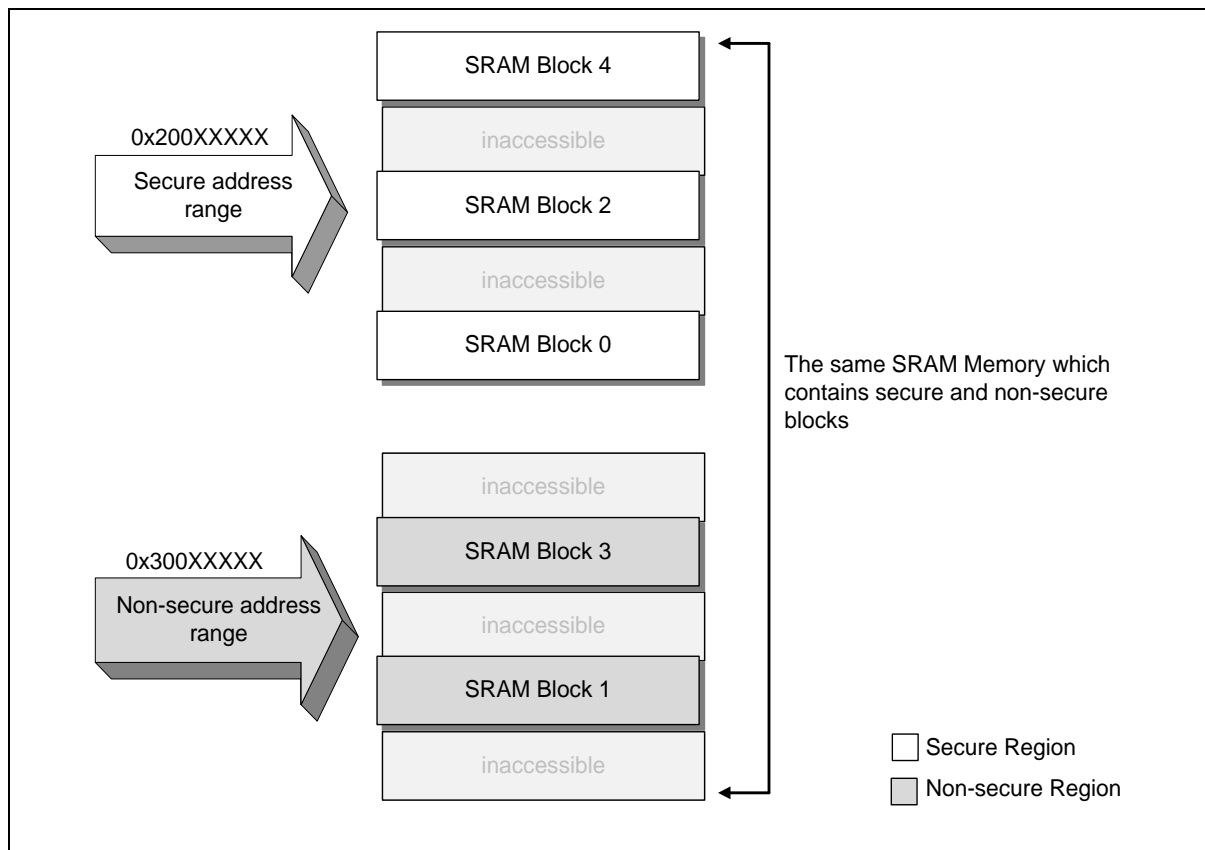 SRAM Block 4
0x200XXXXX
Secure address
range
inaccessible
SRAM Block 2
inaccessible
SRAM Block 0
The same SRAM Memory which
contains secure and non-secure
blocks
inaccessible
0x300XXXXX
Non-secure address
range
SRAM Block 3
inaccessible
SRAM Block 1
inaccessible
Secure Region
Non-secure Region